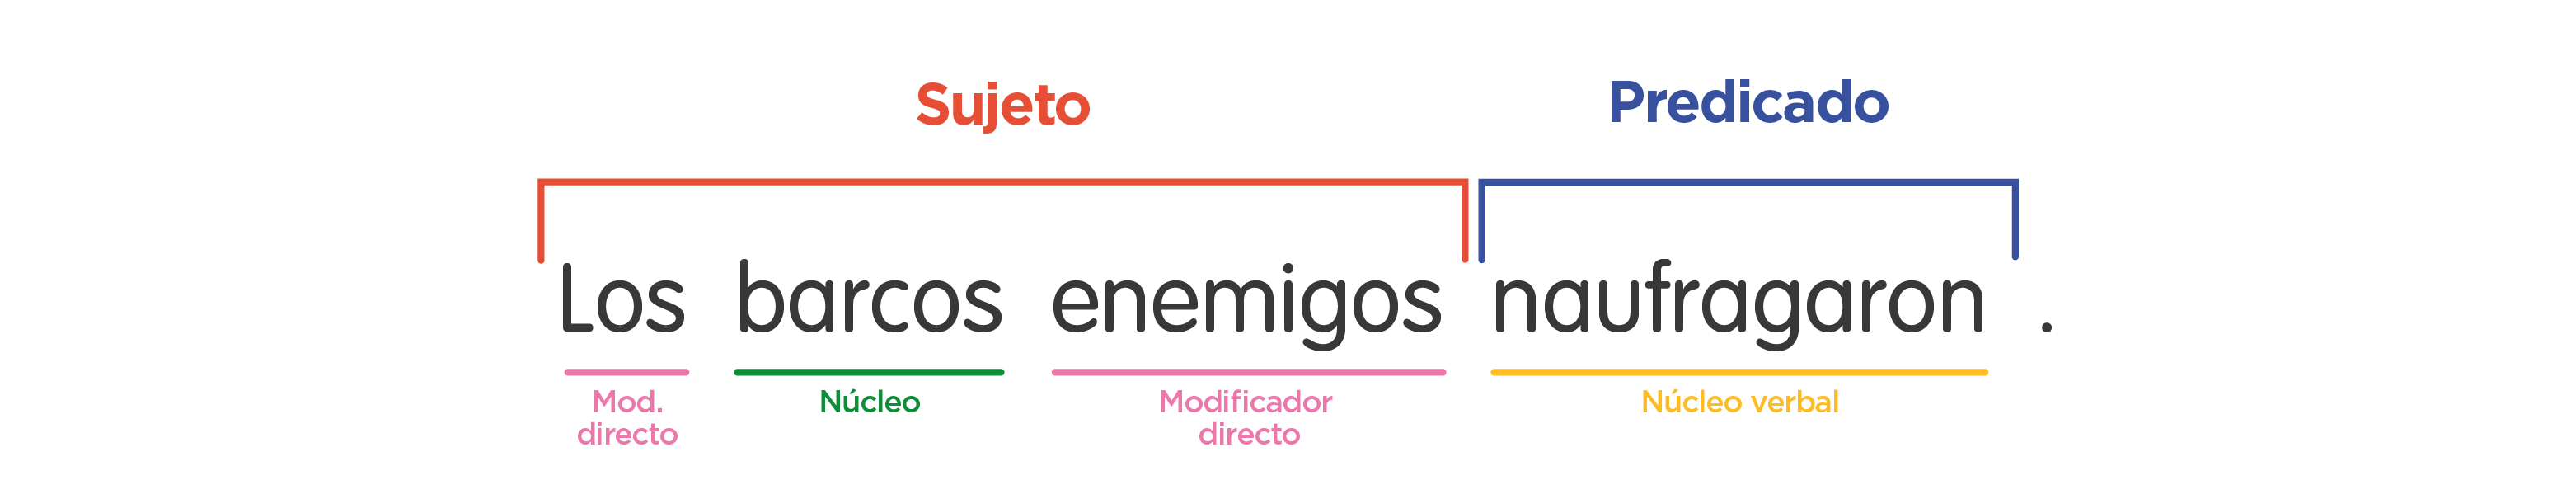 Sujeto Predicado
Los barcos enemigos naufragaron .
Mod. Núcleo Modificador Núcleo verbal
directo directo